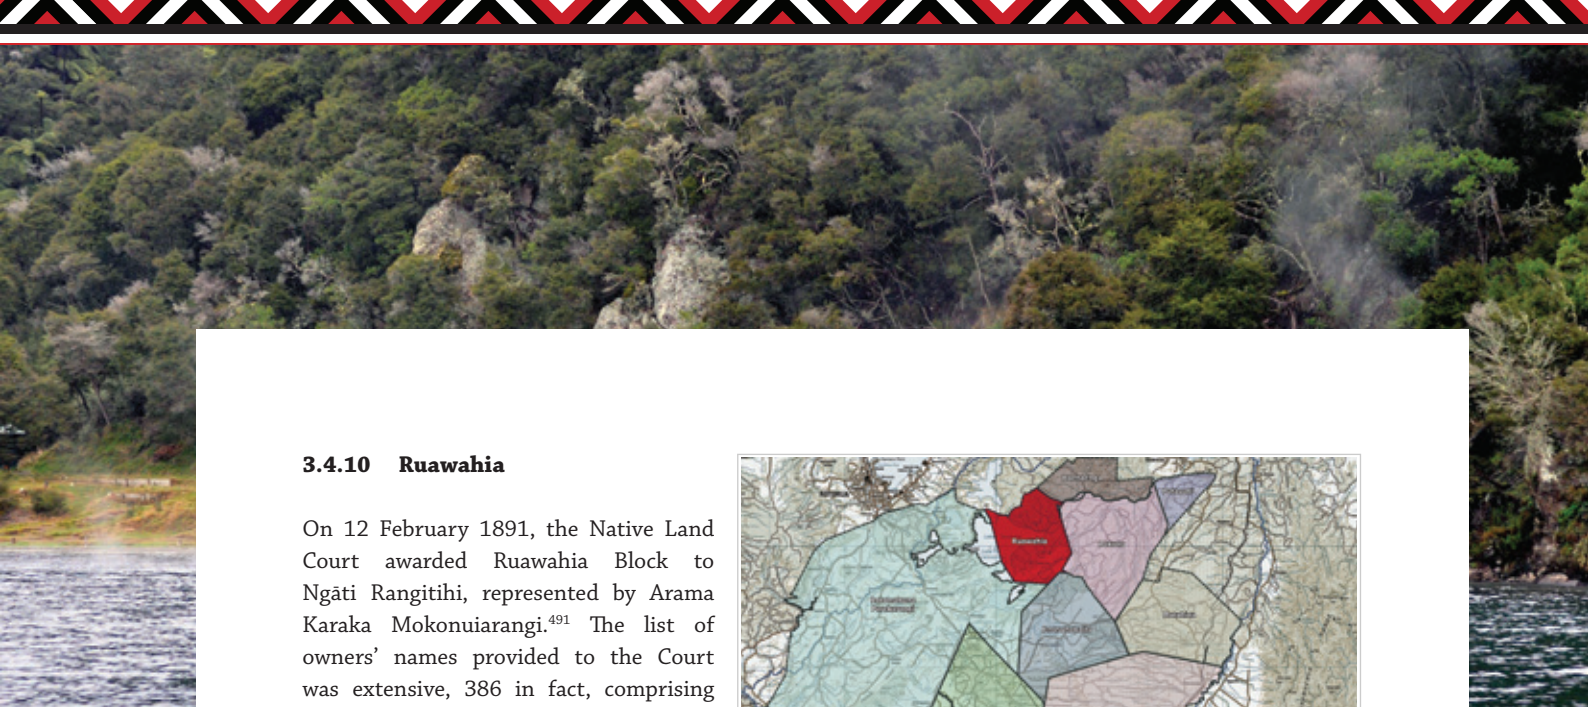 3.4.10 Ruawahia
On 12 February 1891, the Native Land
Court awarded Ruawahia Block to
Ngāti Rangitihi, represented by Arama
Karaka Mokonuiarangi.491 The list of
owners’ names provided to the Court
was extensive, 386 in fact, comprising
Ruawahia